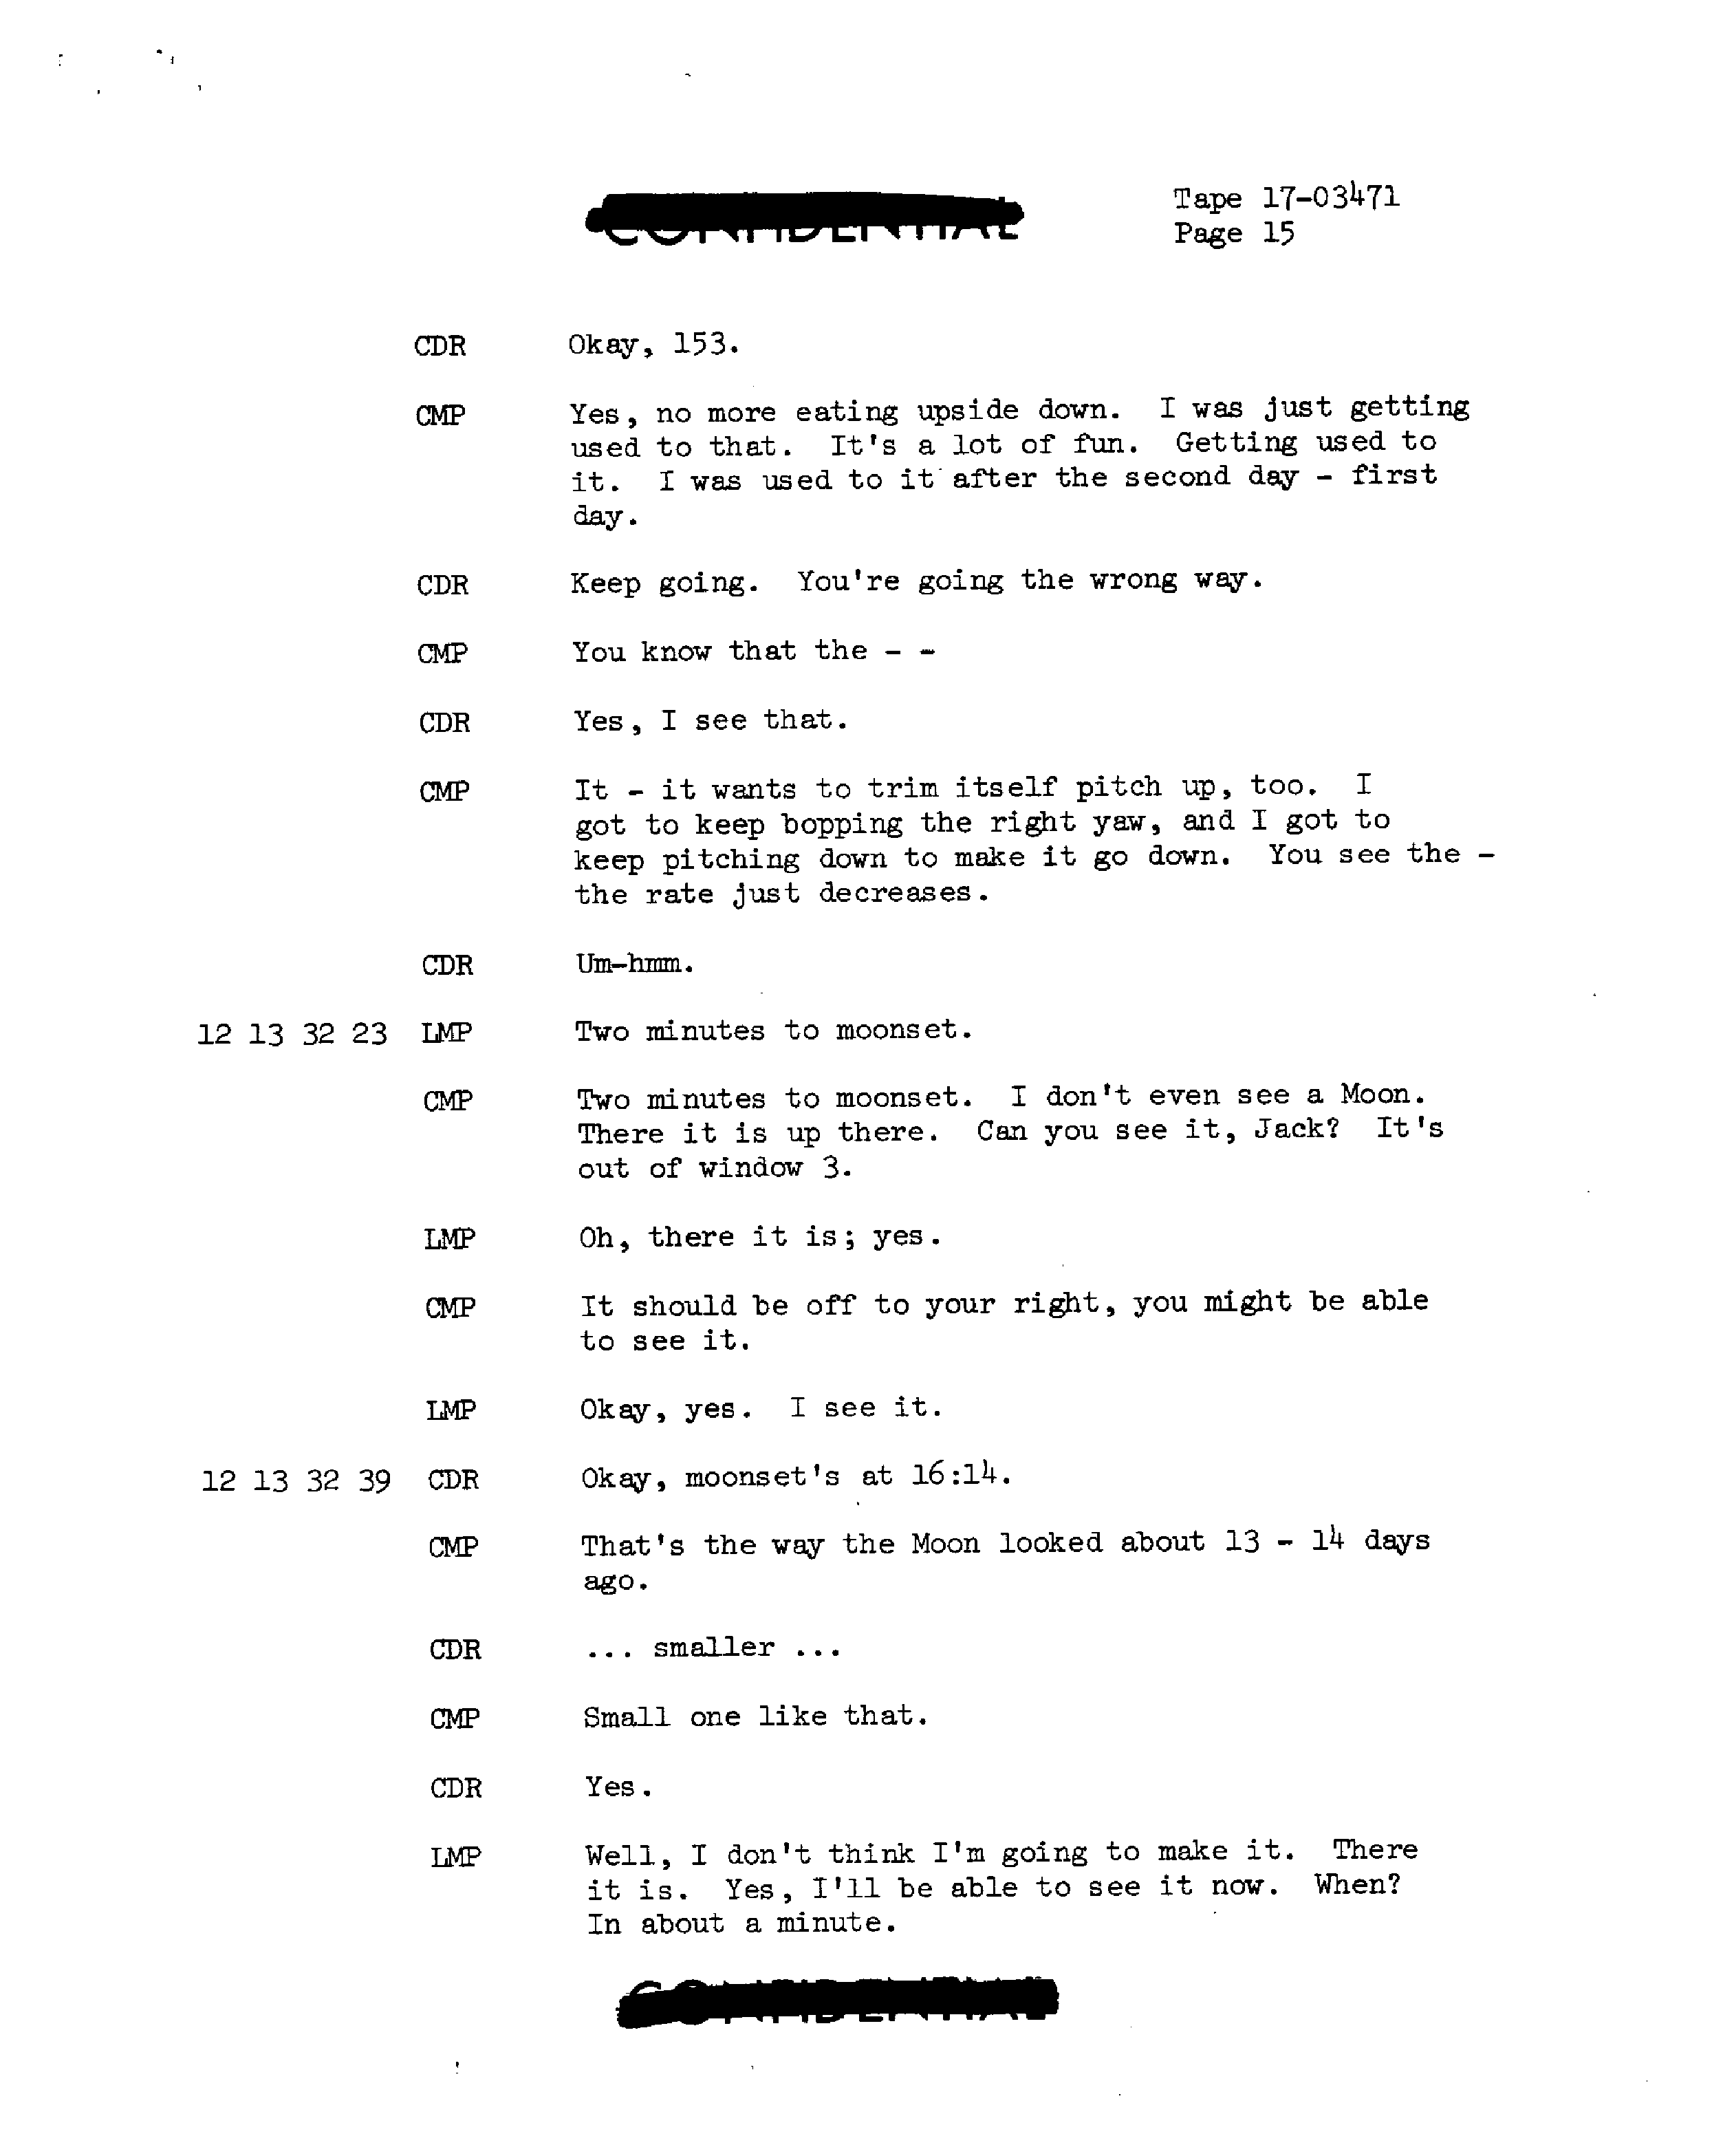 CONFIDENTIAL
Tape 17-03471
Page 15
CDR Okay, 153.
CMP Yes, no more eating upside down. I was just getting
used to that. It's a lot of fun. Getting used to
it. I was used to it after the second day - first
day.
CDR Keep going. You're going the wrong way.
CMP You know that the - -
CDR Yes, I see that.
CMP It - it wants to trim itself pitch up, too. I
got to keep bopping the right yaw, and I got to
keep pitching down to make it go down. You see the -
the rate just decreases.
CDR Um-hmm.
12 13 32 23 LMP Two minutes to moonset.
CMP Two minutes to moonset. I don't even see a Moon.
There it is up there. Can you see it, Jack? It's
out of window 3.
LMP Oh, there it is; yes.
CMP It should be off to your right, you might be able
to see it.
LMP Okay, yes. I see it.
12 13 32 39 CDR Okay, moonset's at 16:14.
CMP That's the way the Moon looked about 13 - 14 days
ago.
CDR ... smaller ...
CMP Small one like that.
CDR Yes.
LMP Well, I don't think I'm going to make it. There
it is. Yes, I'll be able to see it now. When?
In about a minute.
CONFIDENTIAL